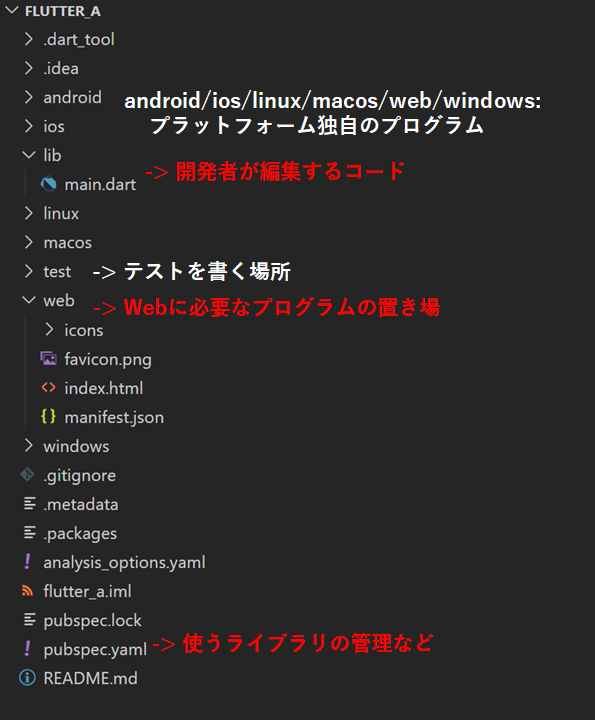 FLUTTER_A
.dart_tool
.idea
android
android/ios/linux/macos/web/windows:
プラットフォーム独自のプログラム
ios
lib
-> 開発者が編集するコード
main.dart
linux
macos
test -> テストを書く場所
web
-> Webに必要なプログラムの置き場
icons
favicon.png
index.html
manifest.json
windows
.gitignore
.metadata
.packages
analysis_options.yaml
flutter_a.iml
pubspec.lock
pubspec.yaml -> 使うライブラリの管理など
README.md